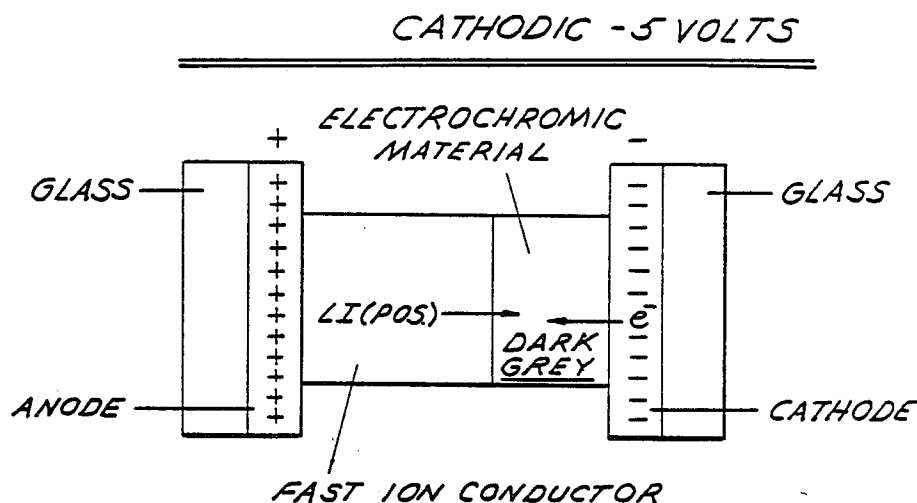 CATHODIC -5 VOLTS
ELECTROCHROMIC
MATERIAL
+
-
GLASS
GLASS
LI(POS.)
e-
DARK
GREY
ANODE
CATHODE
FAST ION CONDUCTOR